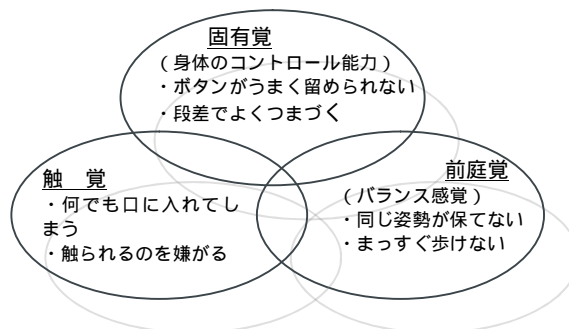 固有覚
（身体のコントロール能力）
・ボタンがうまく留められない
・段差でよくつまづく
触　覚
・何でも口に入れてし
まう
・触られるのを嫌がる
前庭覚
（バランス感覚）
・同じ姿勢が保てない
・まっすぐ歩けない